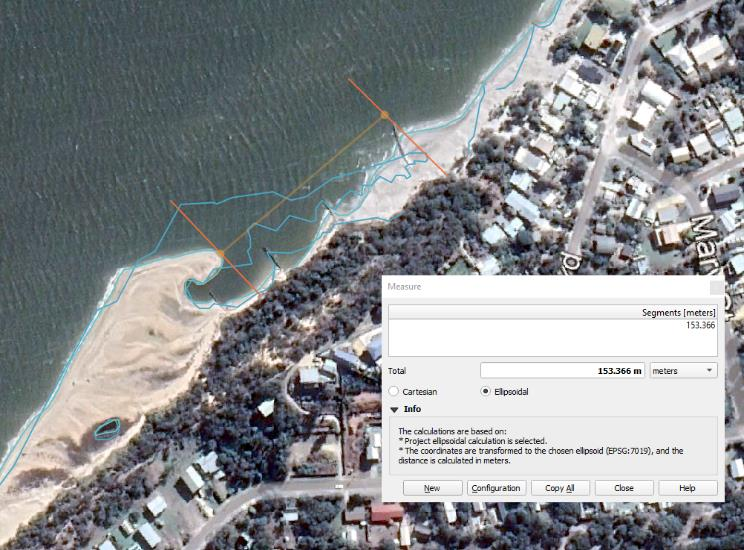 Measure
Segments [meters]
153.366
Total
153.366 m
meters
Cartesian
Ellipsoidal
Info
The calculations are based on:
* Project ellipsoidal calculation is selected.
* The coordinates are transformed to the chosen ellipsoid (EPSG:7019), and the
distance is calculated in meters.
New
Configuration
Copy All
Close
Help